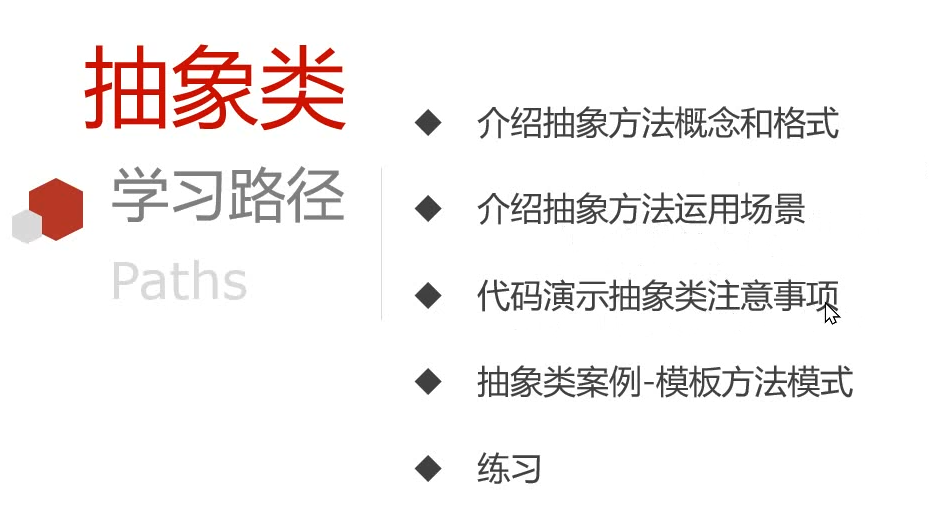 抽象类
学习路径
Paths
介绍抽象方法概念和格式
介绍抽象方法运用场景
代码演示抽象类注意事项
抽象类案例-模板方法模式
练习